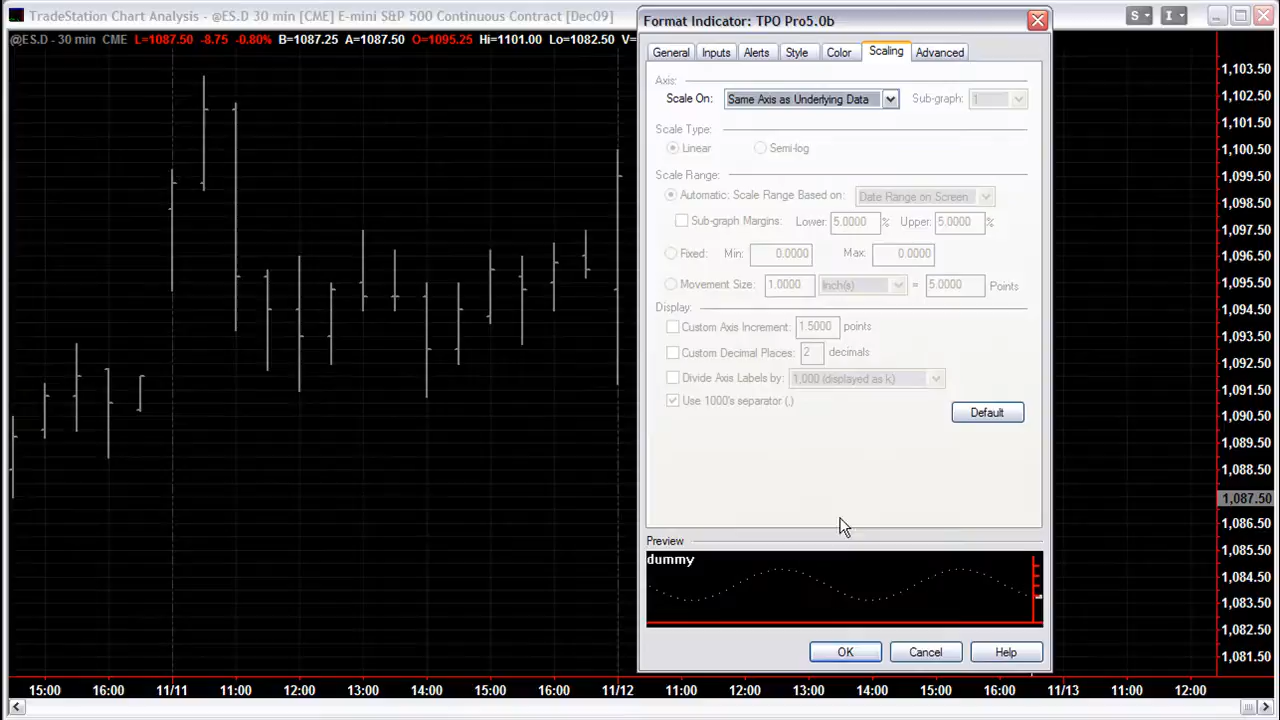 TradeStation Chart Analysis - @ES.D 30 min [CME] E-mini S&P 500 Continuous Contract [Dec09]
@ES.D - 30 min CME L=1087.50 -8.75 -0.80% B=1087.25 A=1087.50 O=1095.25 Hi=1101.00 Lo=1082.50 V=
S
I
Format Indicator: TPO Pro5.0b
General Inputs Alerts Style Color Scaling Advanced
Axis:
Scale On: Same Axis as Underlying Data Sub-graph: 1
Scale Type:
Linear Semi-log
Scale Range:
Automatic: Scale Range Based on: Date Range on Screen
Sub-graph Margins: Lower: 5.0000 % Upper: 5.0000 %
Fixed: Min: 0.0000 Max: 0.0000
Movement Size: 1.0000 Inch(s) = 5.0000 Points
Display:
Custom Axis Increment: 1.5000 points
Custom Decimal Places: 2 decimals
Divide Axis Labels by: 1,000 (displayed as k)
Use 1000's separator (,)
Default
Preview
dummy
OK Cancel Help
1,103.50
1,102.50
1,101.50
1,100.50
1,099.50
1,098.50
1,097.50
1,096.50
1,095.50
1,094.50
1,093.50
1,092.50
1,091.50
1,090.50
1,089.50
1,088.50
1,087.50
1,086.50
1,085.50
1,084.50
1,083.50
1,082.50
1,081.50
15:00 16:00 11/11 11:00 12:00 13:00 14:00 15:00 16:00 11/12 11:00 12:00 13:00 14:00 15:00 16:00 11/13 11:00 12:00